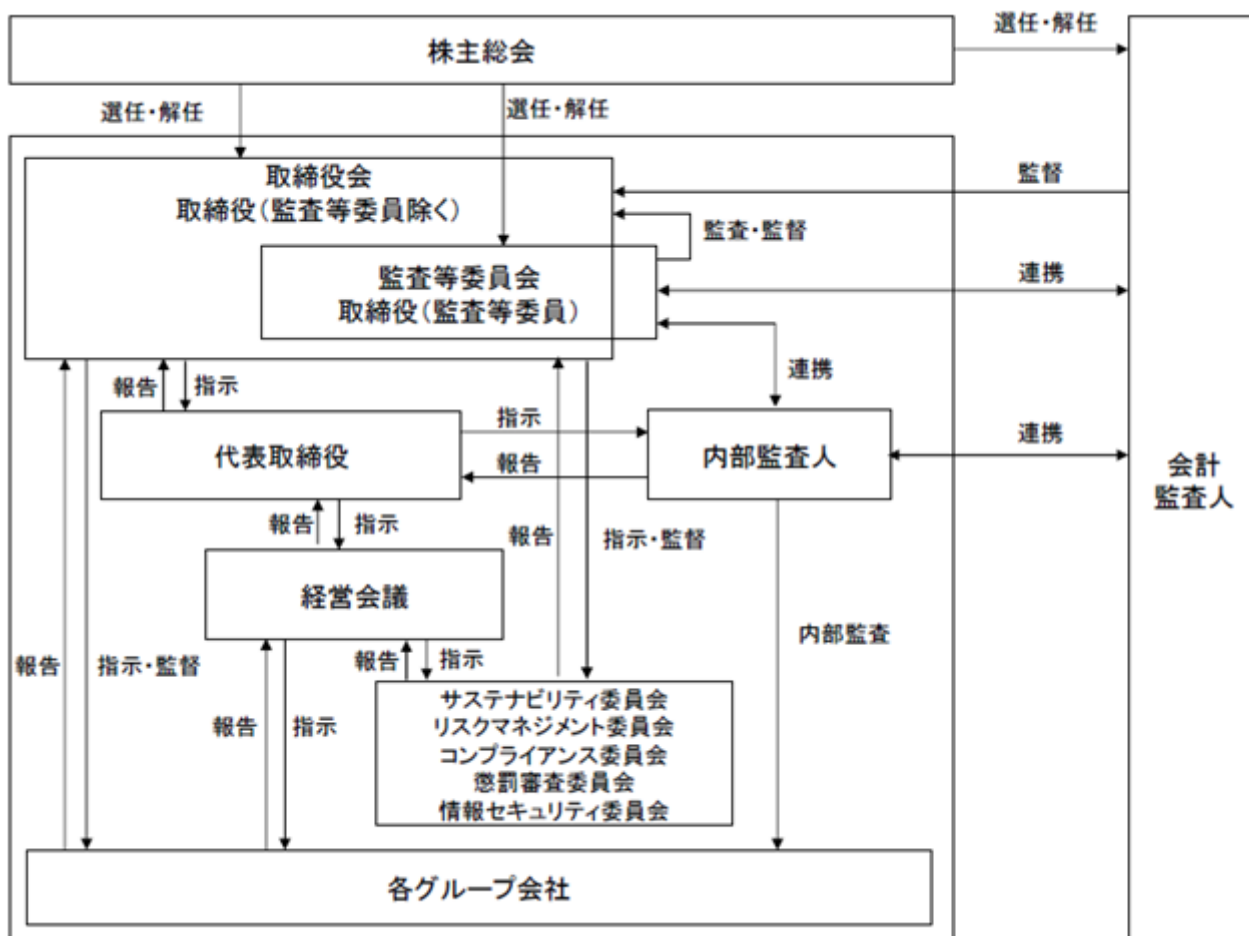 株主総会
選任・解任
選任・解任
選任・解任
取締役会
取締役(監査等委員除く)
監督
監査・監督
監査等委員会
取締役(監査等委員)
連携
連携
報告
指示
代表取締役
指示
報告
内部監査人
連携
会計
監査人
報告
指示
報告
指示・監督
経営会議
内部監査
報告
指示・監督
報告
指示
報告
指示
サステナビリティ委員会
リスクマネジメント委員会
コンプライアンス委員会
懲罰審査委員会
情報セキュリティ委員会
各グループ会社